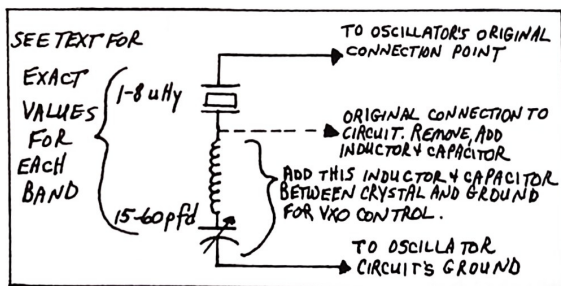 SEE TEXT FOR
EXACT
VALUES
FOR
EACH
BAND
1-8 uHy
15-60pfd
TO OSCILLATOR'S ORIGINAL
CONNECTION POINT
ORIGINAL CONNECTION TO
CIRCUIT. REMOVE, ADD
INDUCTOR & CAPACITOR
ADD THIS INDUCTOR & CAPACITOR
BETWEEN CRYSTAL AND GROUND
FOR VXO CONTROL.
TO OSCILLATOR
CIRCUIT'S GROUND